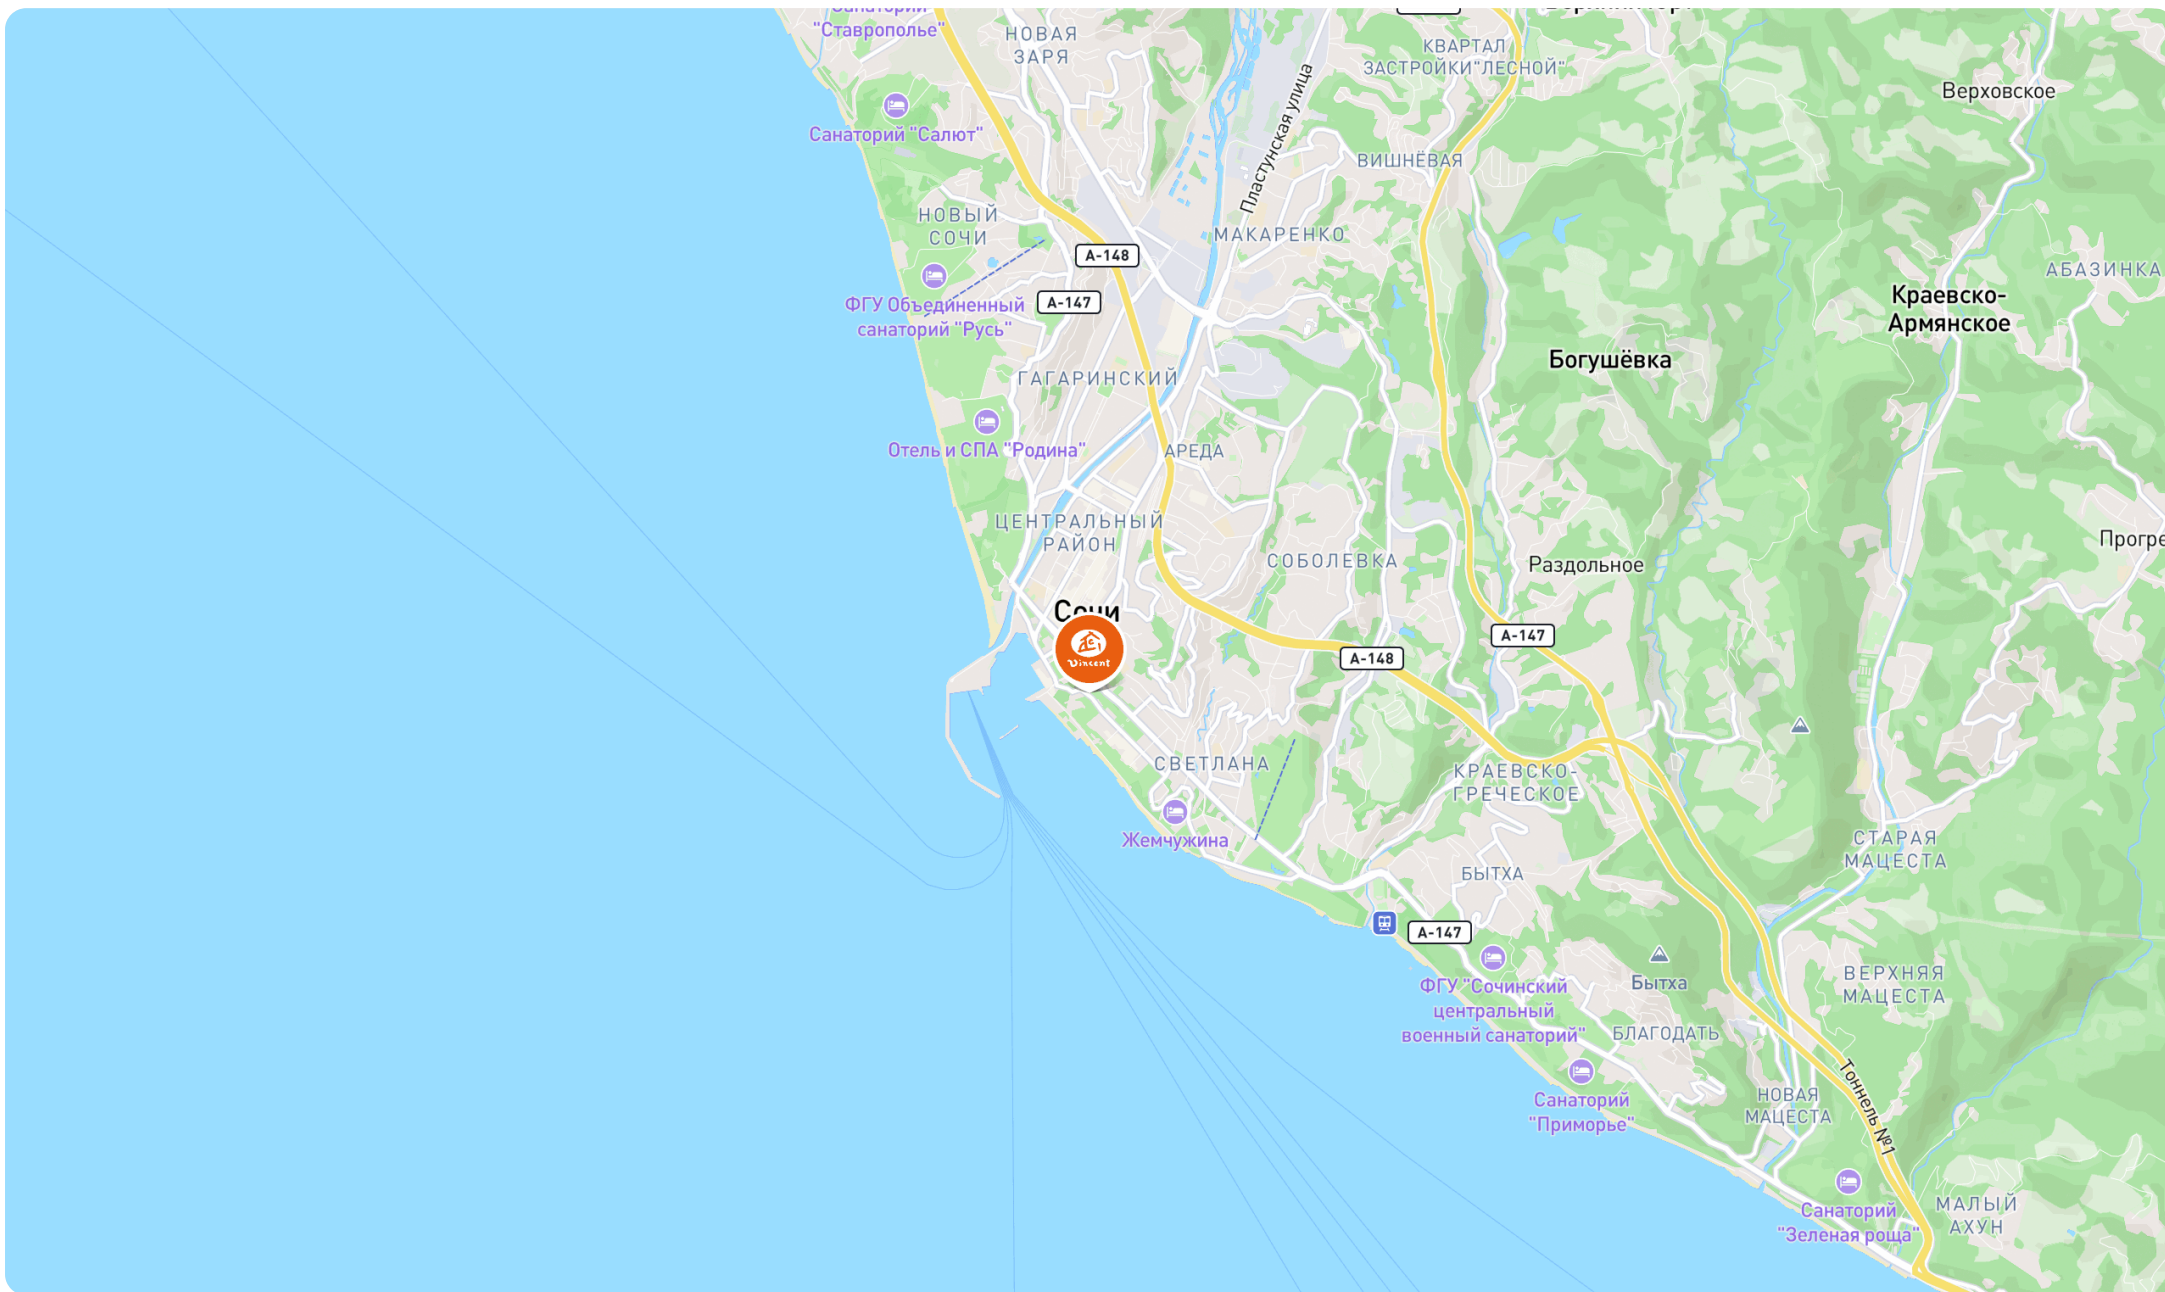 Санаторий
"Ставрополье"
НОВАЯ
ЗАРЯ
КВАРТАЛ
ЗАСТРОЙКИ"ЛЕСНОЙ"
Верховское
Санаторий "Салют"
Пластунская улица
ВИШНЁВАЯ
НОВЫЙ
СОЧИ
МАКАРЕНКО
А-148
АБАЗИНКА
А-147
ФГУ Объединенный
санаторий "Русь"
Краевско-
Армянское
Богушёвка
ГАГАРИНСКИЙ
Отель и СПА "Родина"
АРЕДА
ЦЕНТРАЛЬНЫЙ
РАЙОН
Прогре
СОБОЛЕВКА
Раздольное
Сочи
Vincent
А-147
А-148
СВЕТЛАНА
КРАЕВСКО-
ГРЕЧЕСКОЕ
Жемчужина
СТАРАЯ
МАЦЕСТА
БЫТХА
А-147
ФГУ "Сочинский
центральный
военный санаторий"
Бытха
ВЕРХНЯЯ
МАЦЕСТА
БЛАГОДАТЬ
Тоннель №1
Санаторий
"Приморье"
НОВАЯ
МАЦЕСТА
Санаторий
"Зеленая роща"
МАЛЫЙ
АХУН